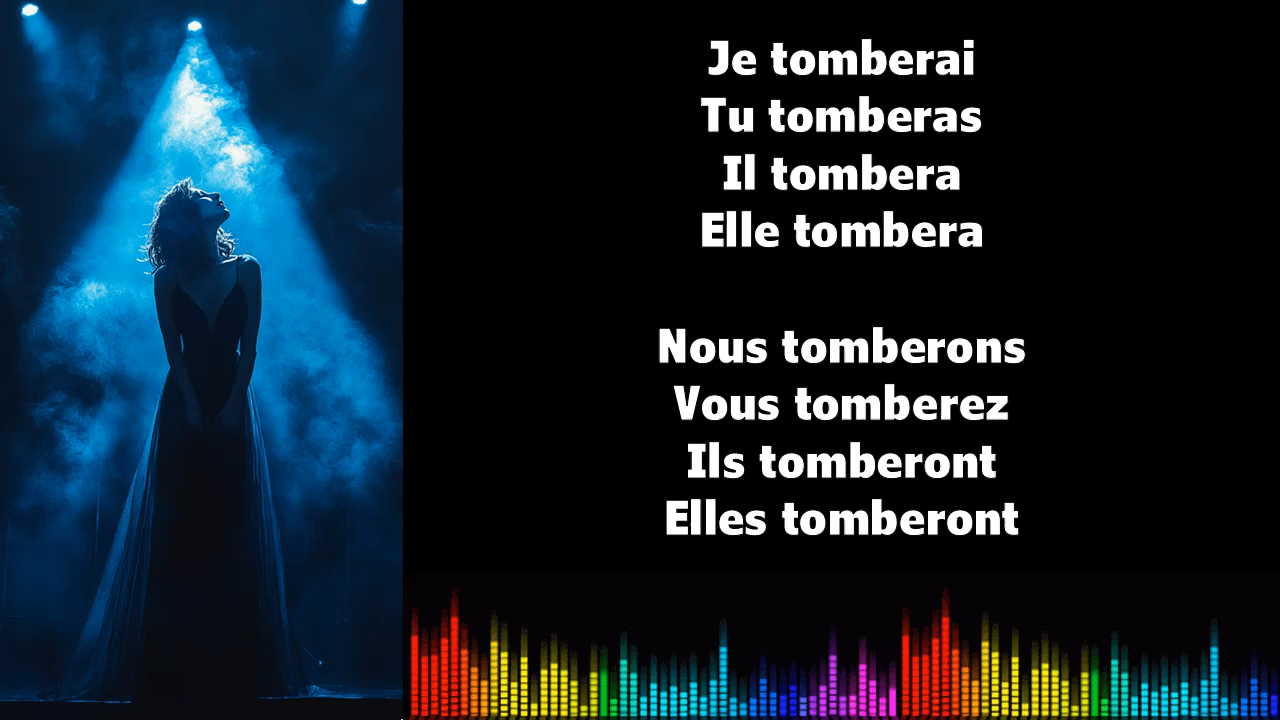 Je tomberai
Tu tomberas
Il tombera
Elle tombera
Nous tomberons
Vous tomberez
Ils tomberont
Elles tomberont